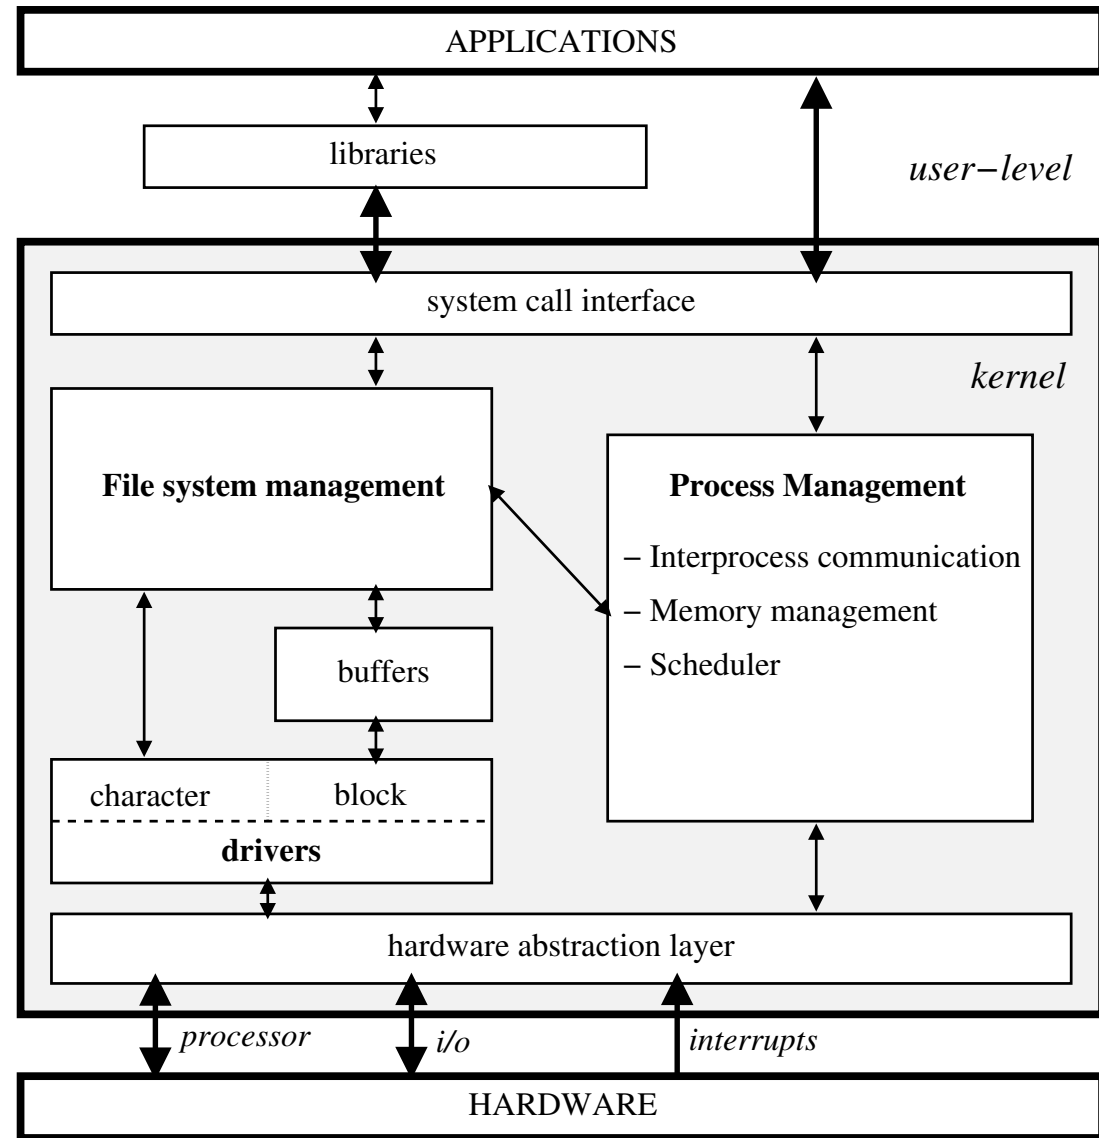 APPLICATIONS
libraries
user−level
system call interface
kernel
File system management
Process Management
− Interprocess communication
− Memory management
− Scheduler
buffers
character
block
drivers
hardware abstraction layer
processor
i/o
interrupts
HARDWARE